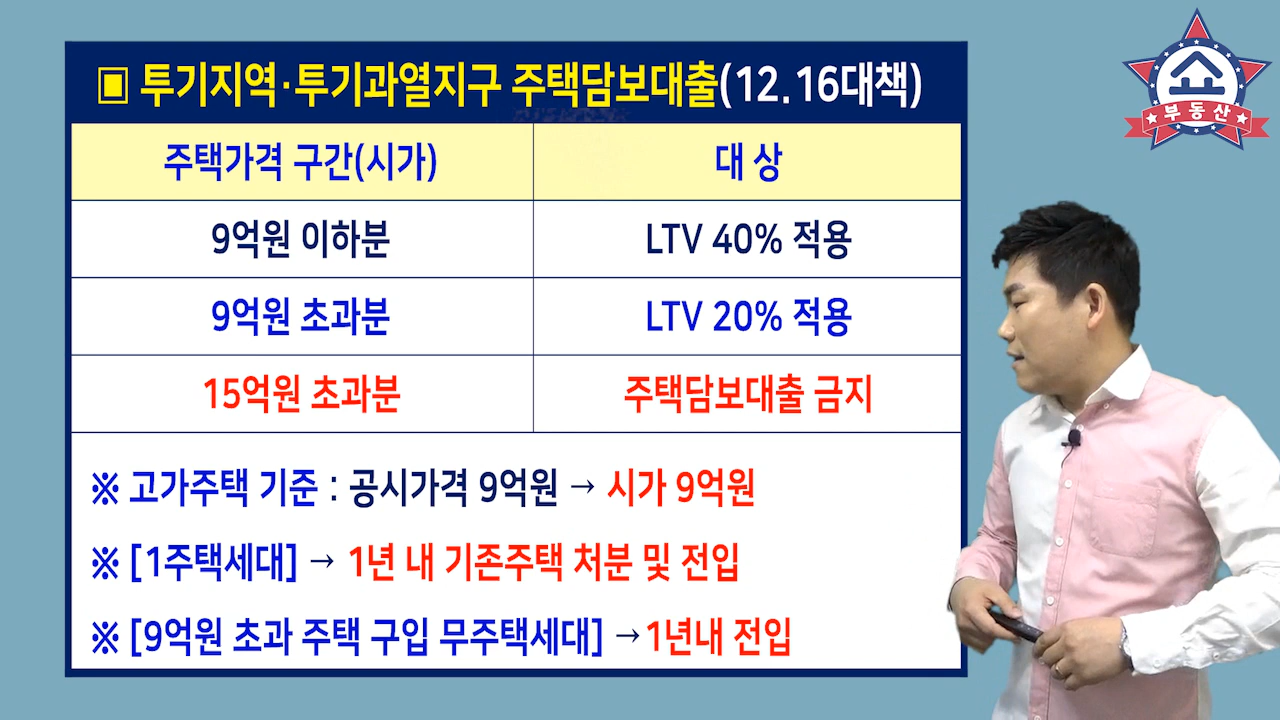 ▣ 투기지역·투기과열지구 주택담보대출(12.16대책)
주택가격 구간(시가) 대 상
9억원 이하분 LTV 40% 적용
9억원 초과분 LTV 20% 적용
15억원 초과분 주택담보대출 금지
※ 고가주택 기준 : 공시가격 9억원 → 시가 9억원
※ [1주택세대] → 1년 내 기존주택 처분 및 전입
※ [9억원 초과 주택 구입 무주택세대] →1년내 전입
부동산